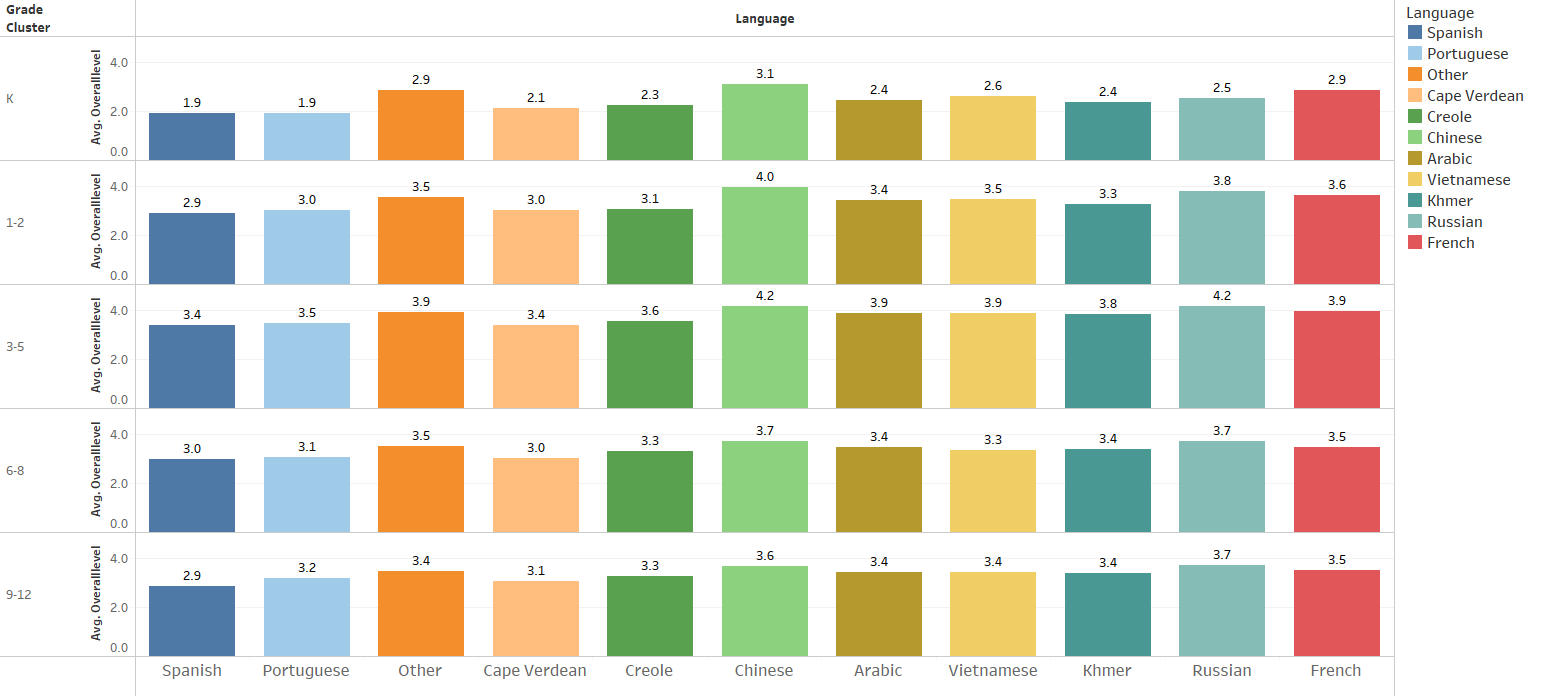 Grade
Cluster
Language
K
Avg. Overalllevel
4.0
2.0
0.0
1.9
1.9
2.9
2.1
2.3
3.1
2.4
2.6
2.4
2.5
2.9
1-2
Avg. Overalllevel
4.0
2.0
0.0
2.9
3.0
3.5
3.0
3.1
4.0
3.4
3.5
3.3
3.8
3.6
3-5
Avg. Overalllevel
4.0
2.0
0.0
3.4
3.5
3.9
3.4
3.6
4.2
3.9
3.9
3.8
4.2
3.9
6-8
Avg. Overalllevel
4.0
2.0
0.0
3.0
3.1
3.5
3.0
3.3
3.7
3.4
3.3
3.4
3.7
3.5
9-12
Avg. Overalllevel
4.0
2.0
0.0
2.9
3.2
3.4
3.1
3.3
3.6
3.4
3.4
3.4
3.7
3.5
Spanish
Portuguese
Other
Cape Verdean
Creole
Chinese
Arabic
Vietnamese
Khmer
Russian
French
Language
Spanish
Portuguese
Other
Cape Verdean
Creole
Chinese
Arabic
Vietnamese
Khmer
Russian
French